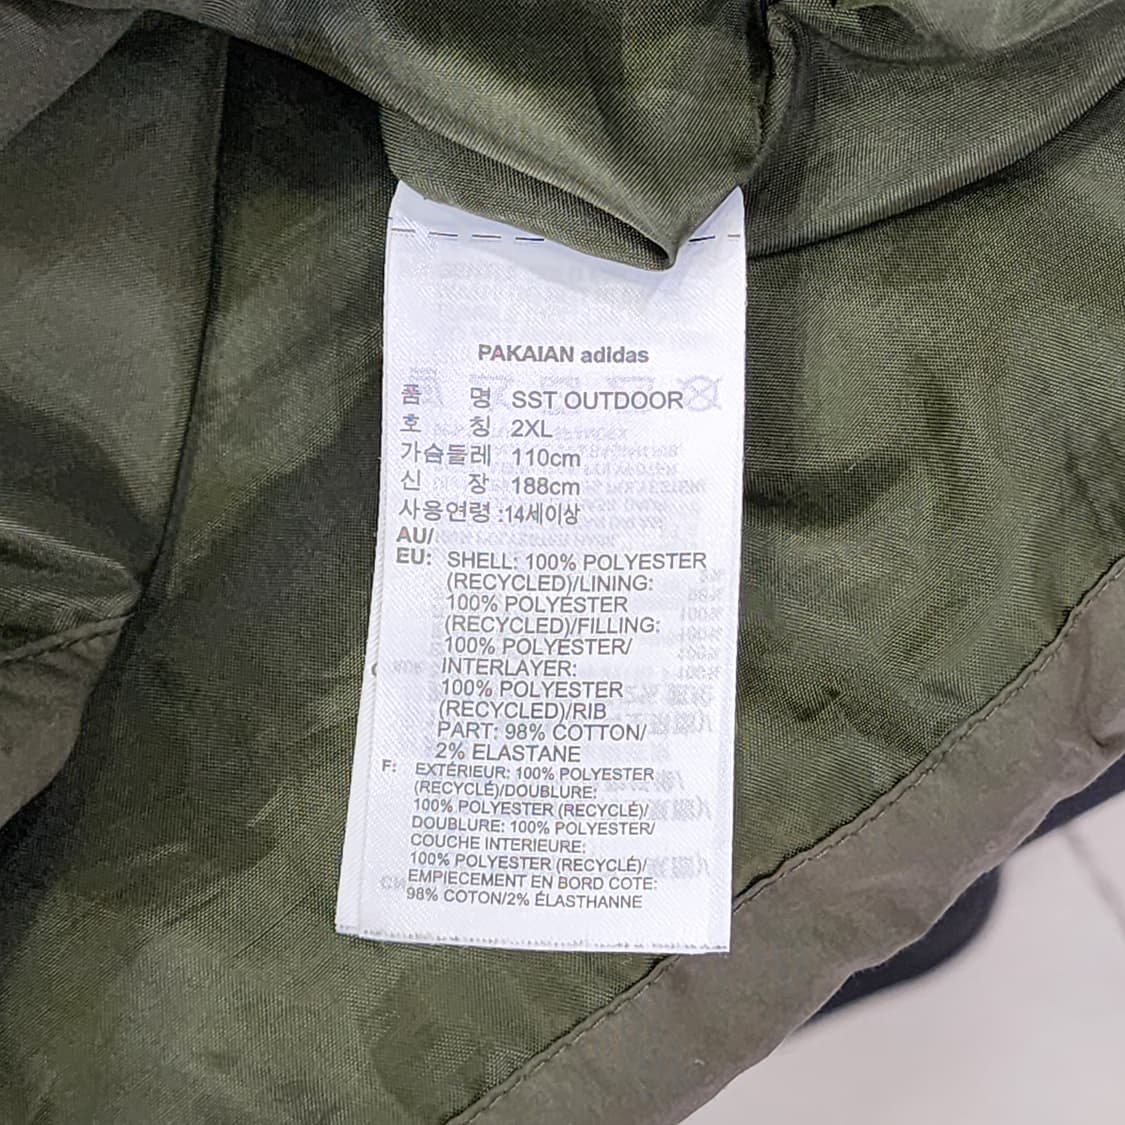 PAKAIAN adidas
품 명 SST OUTDOOR
호 칭 2XL
가슴둘레 110cm
신 장 188cm
사용연령 :14세이상
AU/
EU: SHELL: 100% POLYESTER
(RECYCLED)/LINING:
100% POLYESTER
(RECYCLED)/FILLING:
100% POLYESTER/
INTERLAYER:
100% POLYESTER
(RECYCLED)/RIB
PART: 98% COTTON/
2% ELASTANE
F: EXTÉRIEUR: 100% POLYESTER
(RECYCLÉ)/DOUBLURE:
100% POLYESTER (RECYCLÉ)/
DOUBLURE: 100% POLYESTER/
COUCHE INTERIEURE:
100% POLYESTER (RECYCLÉ)/
EMPIECEMENT EN BORD COTE:
98% COTON/2% ÉLASTHANNE